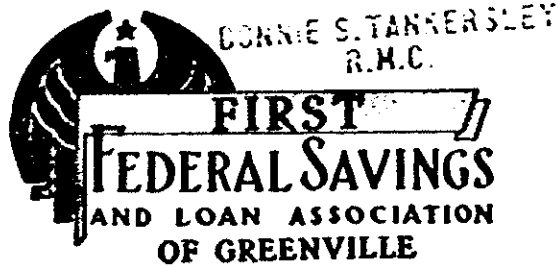 DONNIE S. TANKERSLEY
R.M.C.
FIRST
FEDERAL SAVINGS
AND LOAN ASSOCIATION
OF GREENVILLE